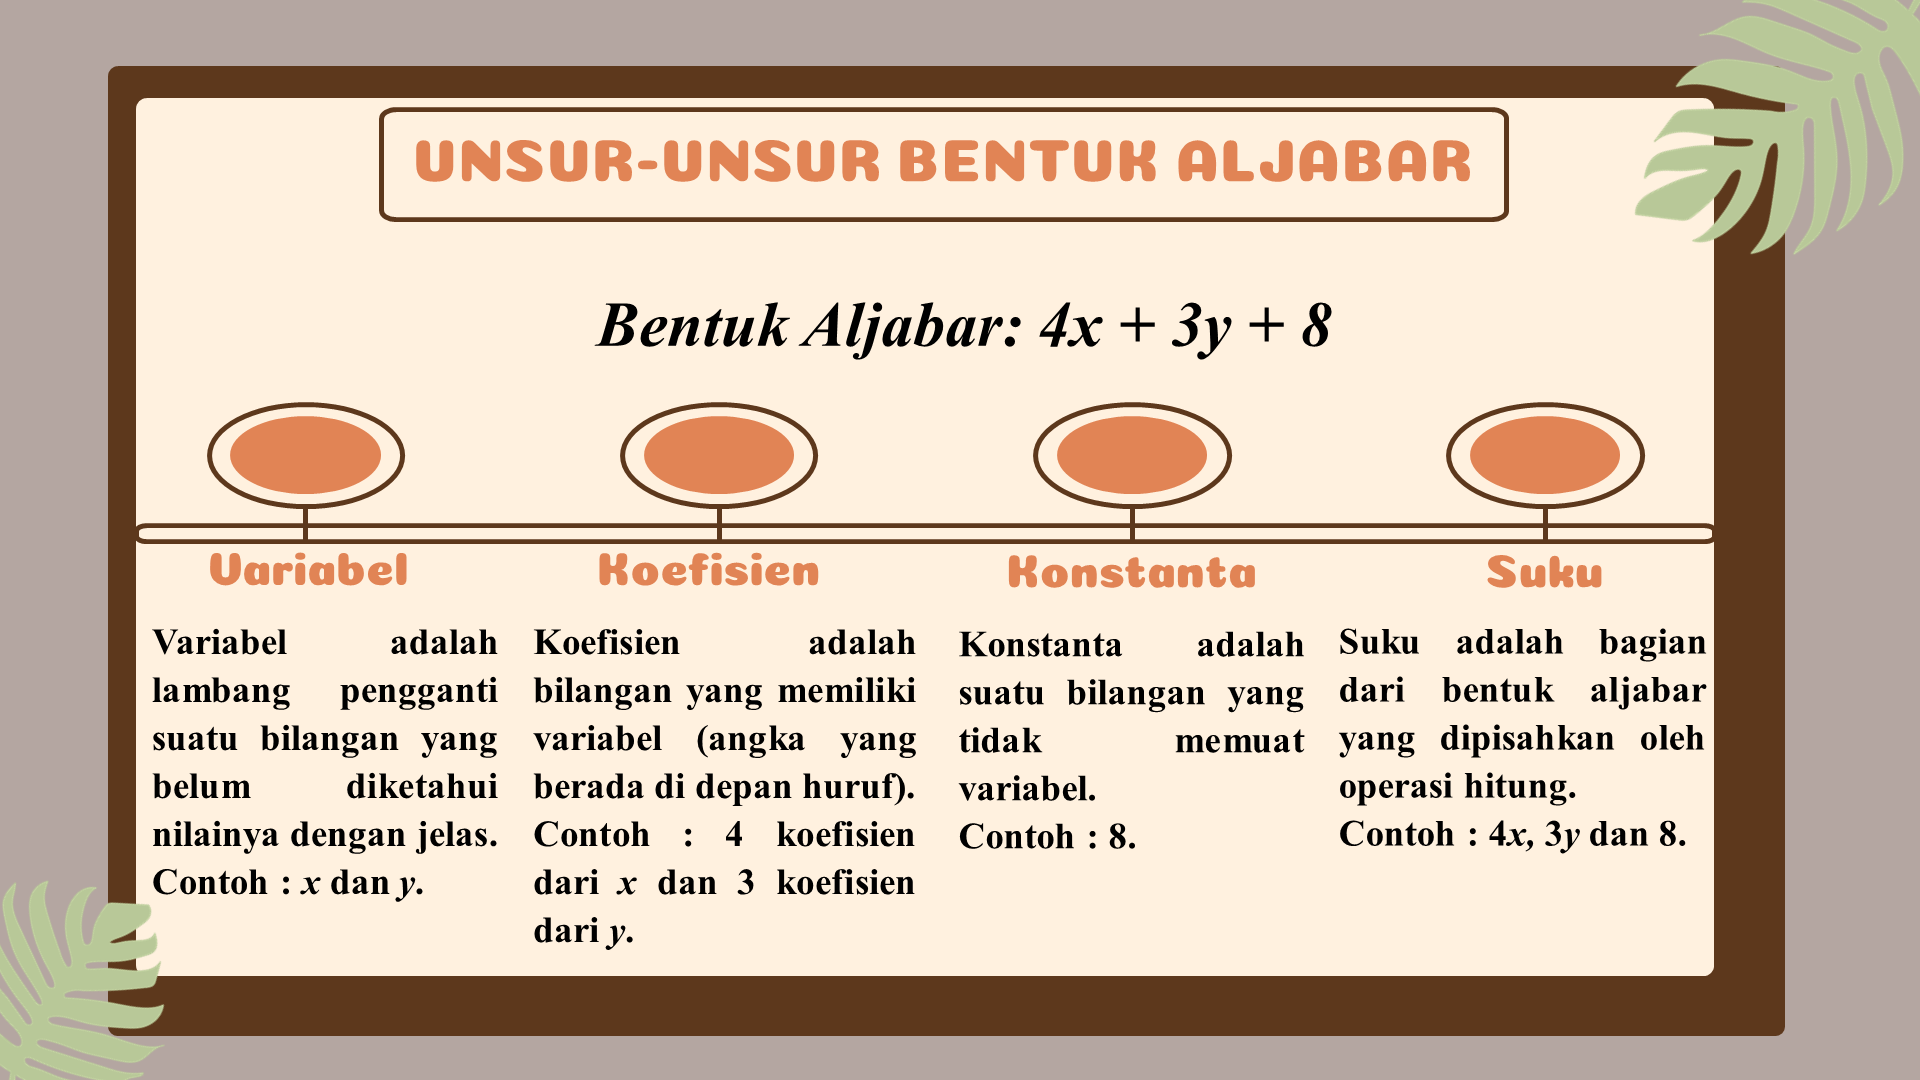 UNSUR-UNSUR BENTUK ALJABAR
Bentuk Aljabar: 4x + 3y + 8
Variabel
Variabel adalah
lambang pengganti
suatu bilangan yang
belum diketahui
nilainya dengan jelas.
Contoh : x dan y.
Koefisien
Koefisien adalah
bilangan yang memiliki
variabel (angka yang
berada di depan huruf).
Contoh : 4 koefisien
dari x dan 3 koefisien
dari y.
Konstanta
Konstanta adalah
suatu bilangan yang
tidak memuat
variabel.
Contoh : 8.
Suku
Suku adalah bagian
dari bentuk aljabar
yang dipisahkan oleh
operasi hitung.
Contoh : 4x, 3y dan 8.